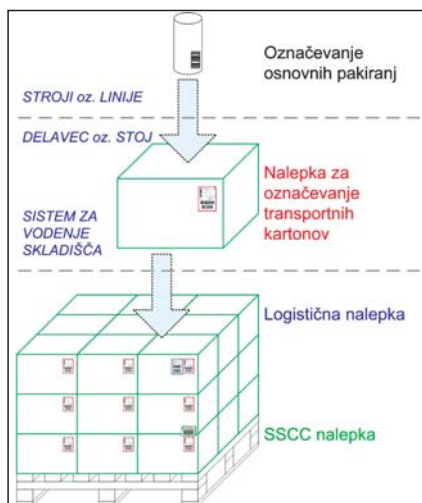 Označevanje
osnovnih pakiranj
STROJI oz. LINIJE
DELAVEC oz. STOJ
Nalepka za
označevanje
transportnih
kartonov
SISTEM ZA
VODENJE
SKLADIŠČA
Logistična nalepka
SSCC nalepka